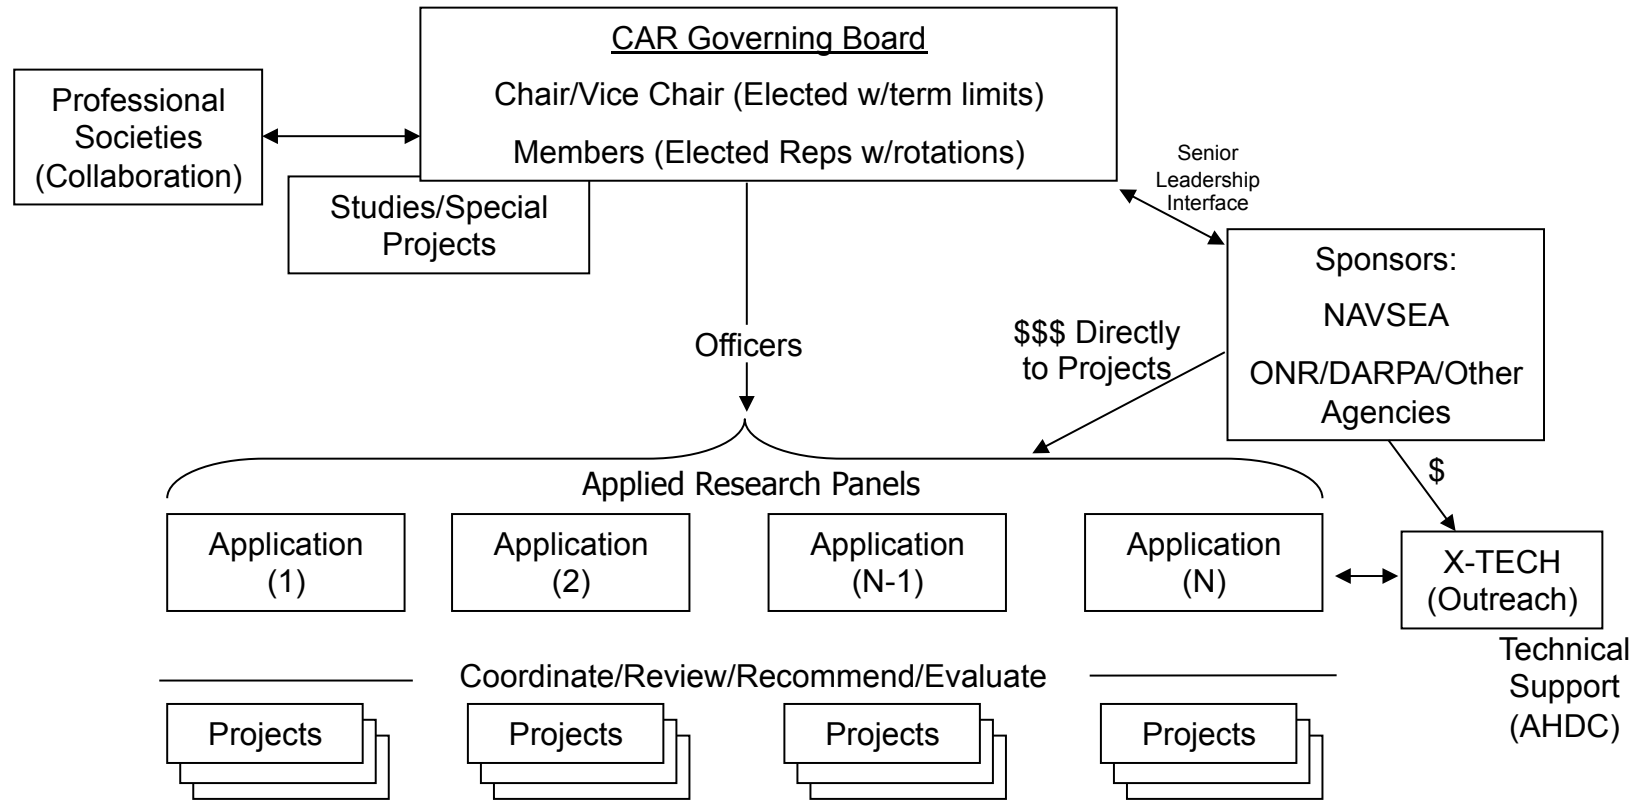 CAR Governing Board
Chair/Vice Chair (Elected w/term limits)
Members (Elected Reps w/rotations)
Professional
Societies
(Collaboration)
Studies/Special
Projects
Senior
Leadership
Interface
Sponsors:
NAVSEA
ONR/DARPA/Other
Agencies
Officers
$$$ Directly
to Projects
$
Applied Research Panels
Application
(1)
Application
(2)
Application
(N-1)
Application
(N)
X-TECH
(Outreach)
Technical
Support
(AHDC)
Coordinate/Review/Recommend/Evaluate
Projects
Projects
Projects
Projects